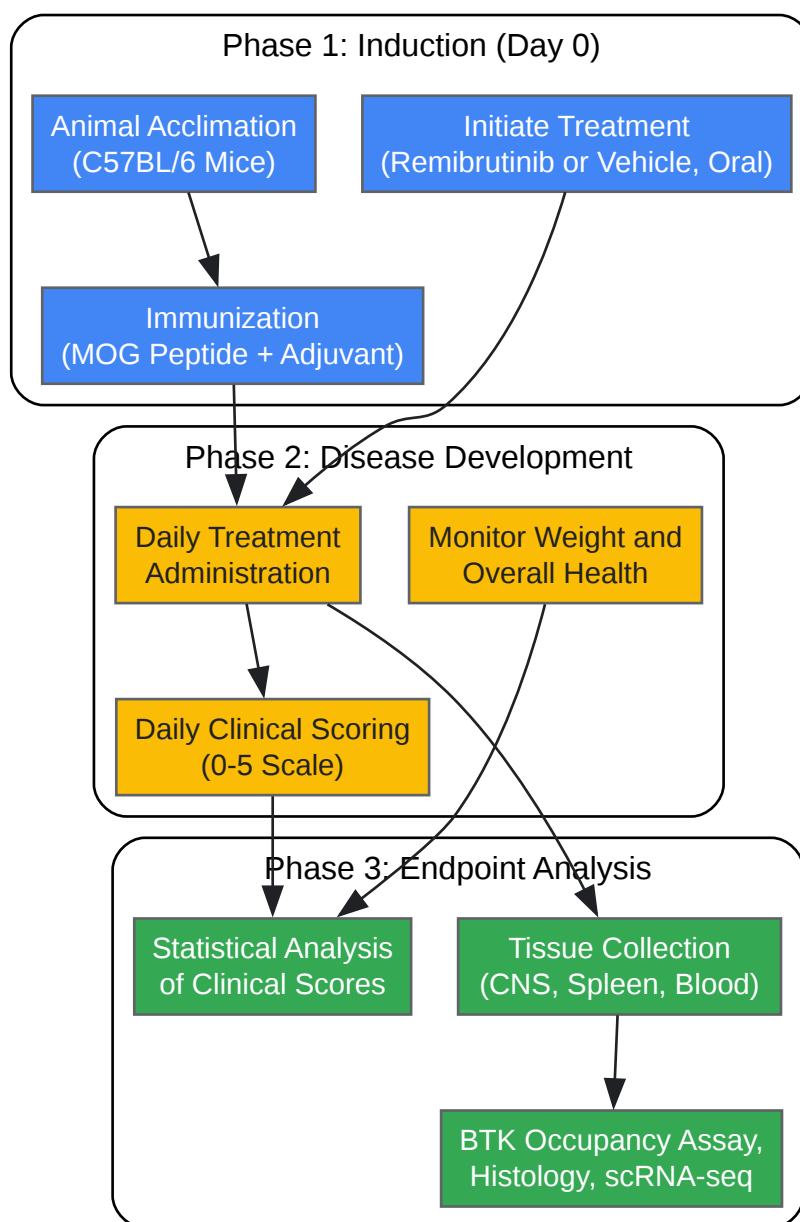 Phase 1: Induction (Day 0)
Animal Acclimation
(C57BL/6 Mice)
Initiate Treatment
(Remibrutinib or Vehicle, Oral)
Immunization
(MOG Peptide + Adjuvant)
Phase 2: Disease Development
Daily Treatment
Administration
Monitor Weight and
Overall Health
Daily Clinical Scoring
(0-5 Scale)
Phase 3: Endpoint Analysis
Statistical Analysis
of Clinical Scores
Tissue Collection
(CNS, Spleen, Blood)
BTK Occupancy Assay,
Histology, scRNA-seq